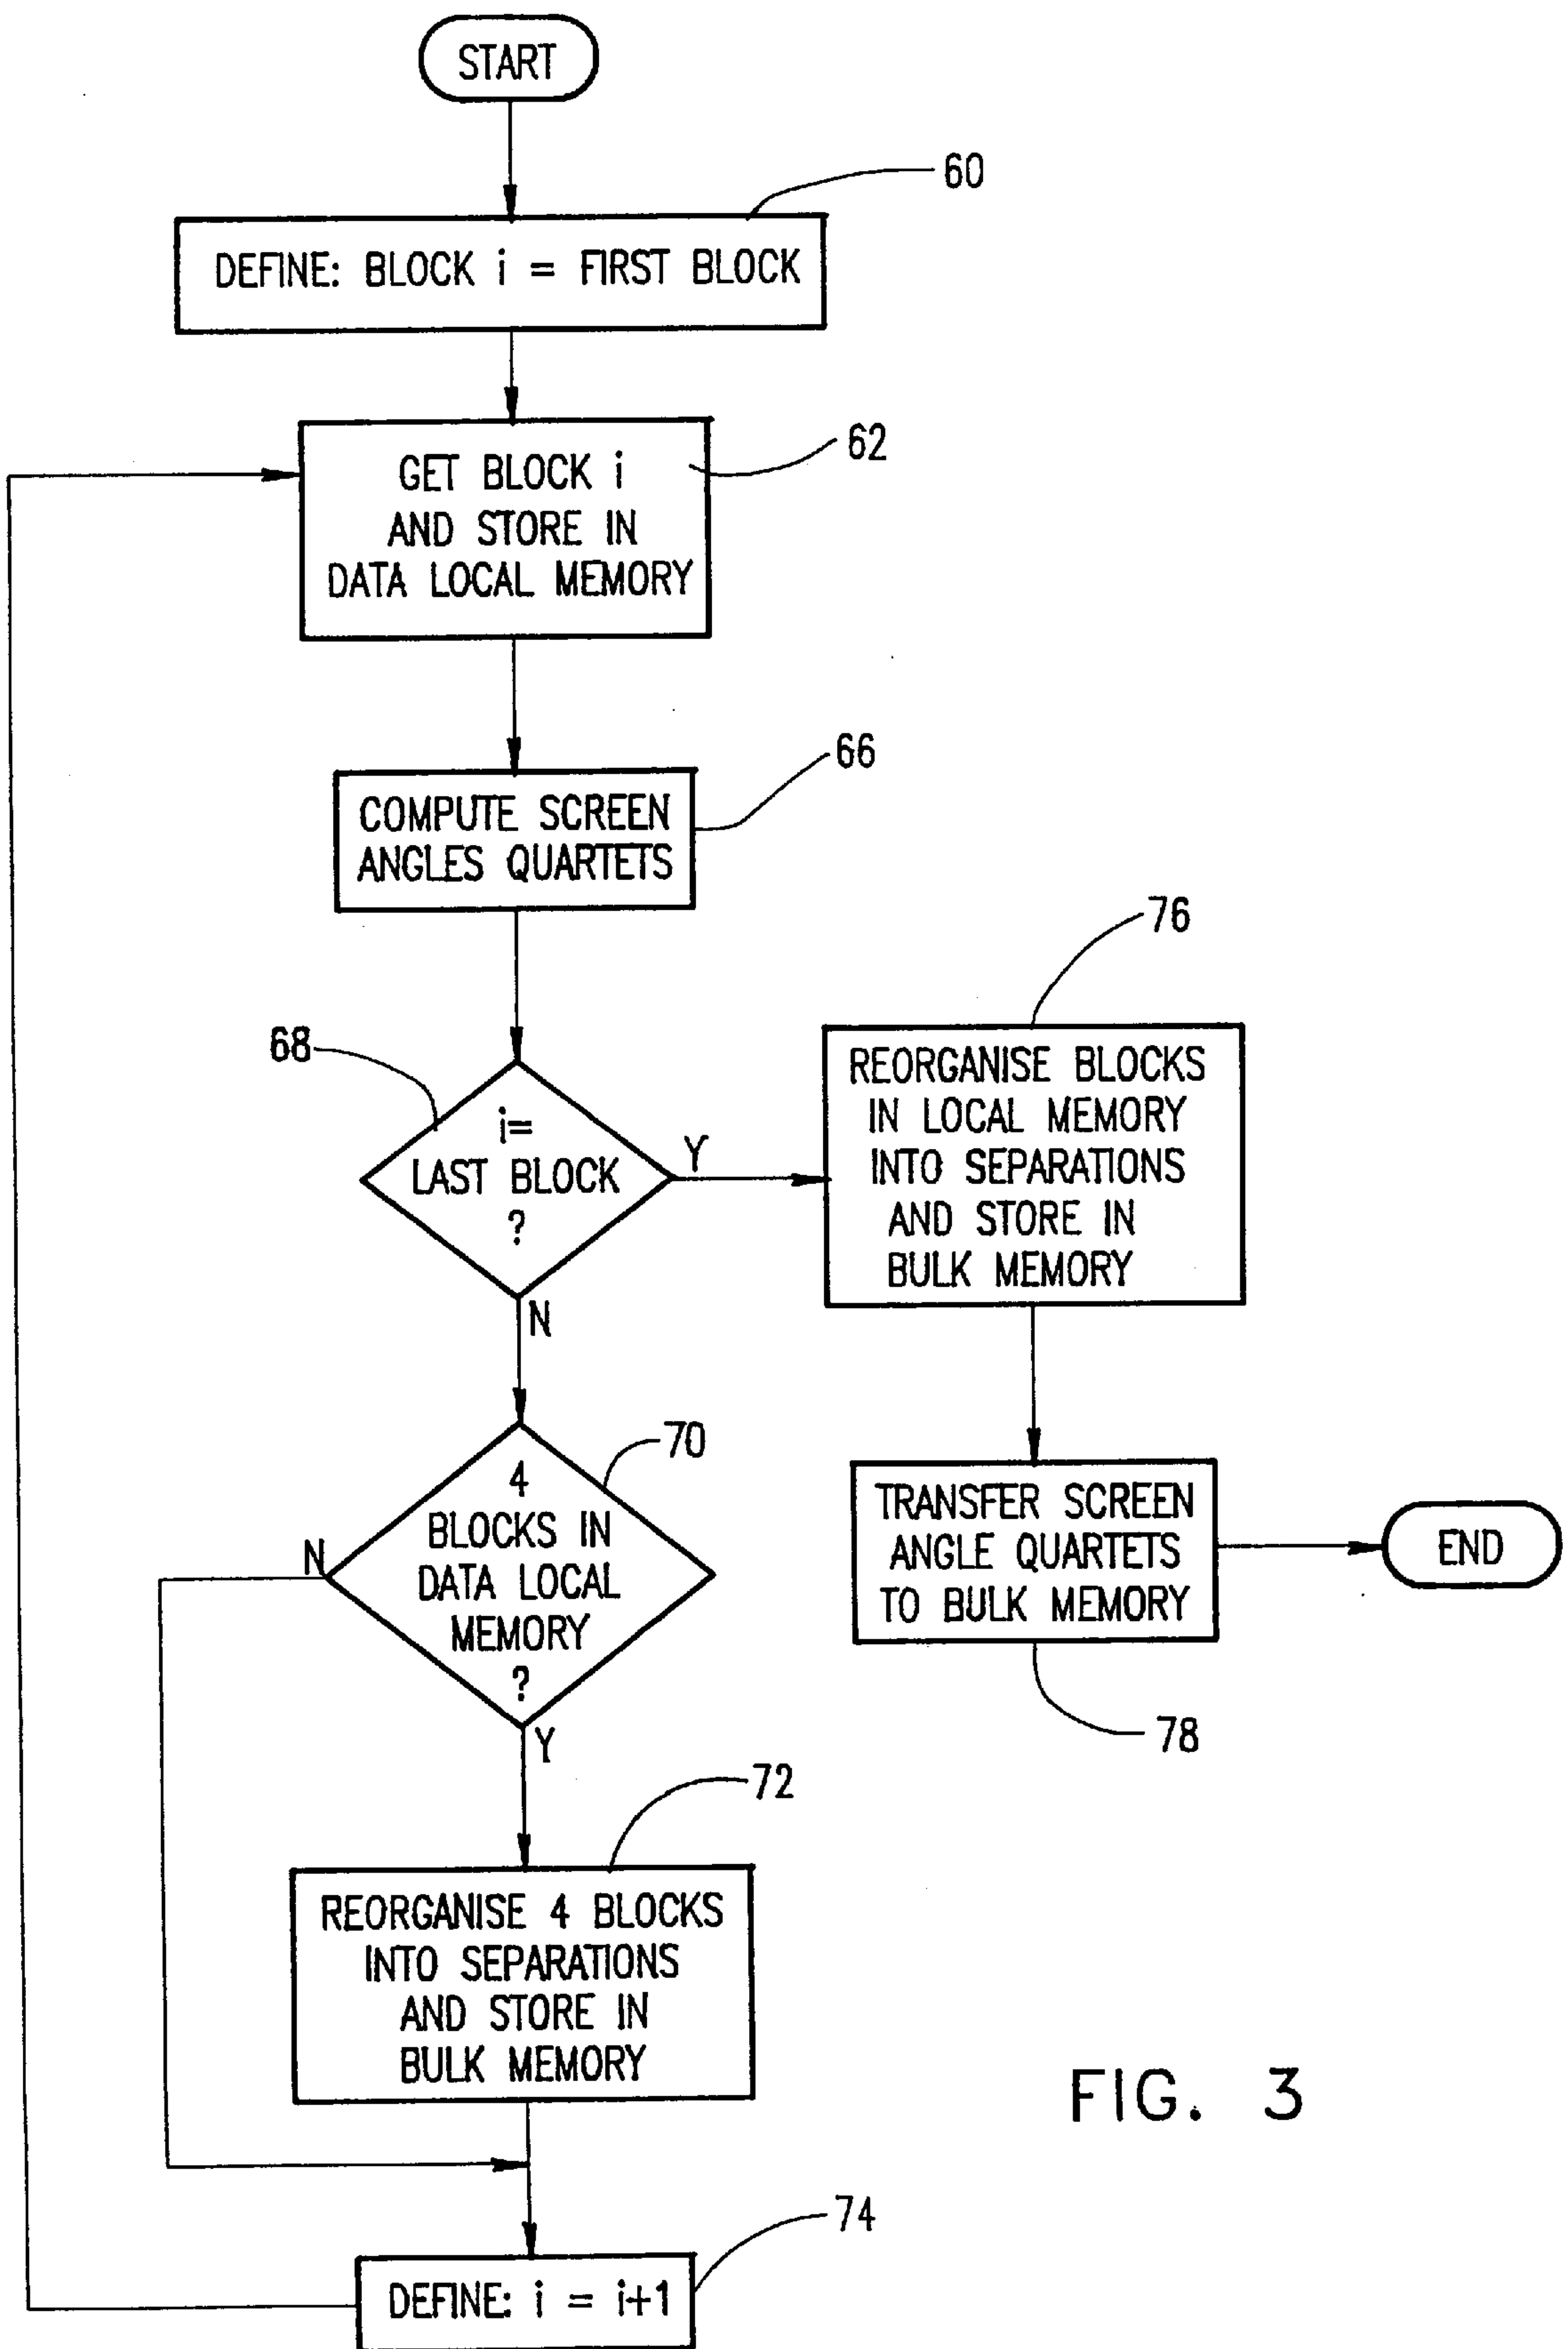 START
60
DEFINE: BLOCK i = FIRST BLOCK
62
GET BLOCK i
AND STORE IN
DATA LOCAL MEMORY
66
COMPUTE SCREEN
ANGLES QUARTETS
68
i=
LAST BLOCK
?
Y
N
76
REORGANISE BLOCKS
IN LOCAL MEMORY
INTO SEPARATIONS
AND STORE IN
BULK MEMORY
70
4
BLOCKS IN
DATA LOCAL
MEMORY
?
N
Y
TRANSFER SCREEN
ANGLE QUARTETS
TO BULK MEMORY
78
END
72
REORGANISE 4 BLOCKS
INTO SEPARATIONS
AND STORE IN
BULK MEMORY
74
DEFINE: i = i+1
FIG. 3